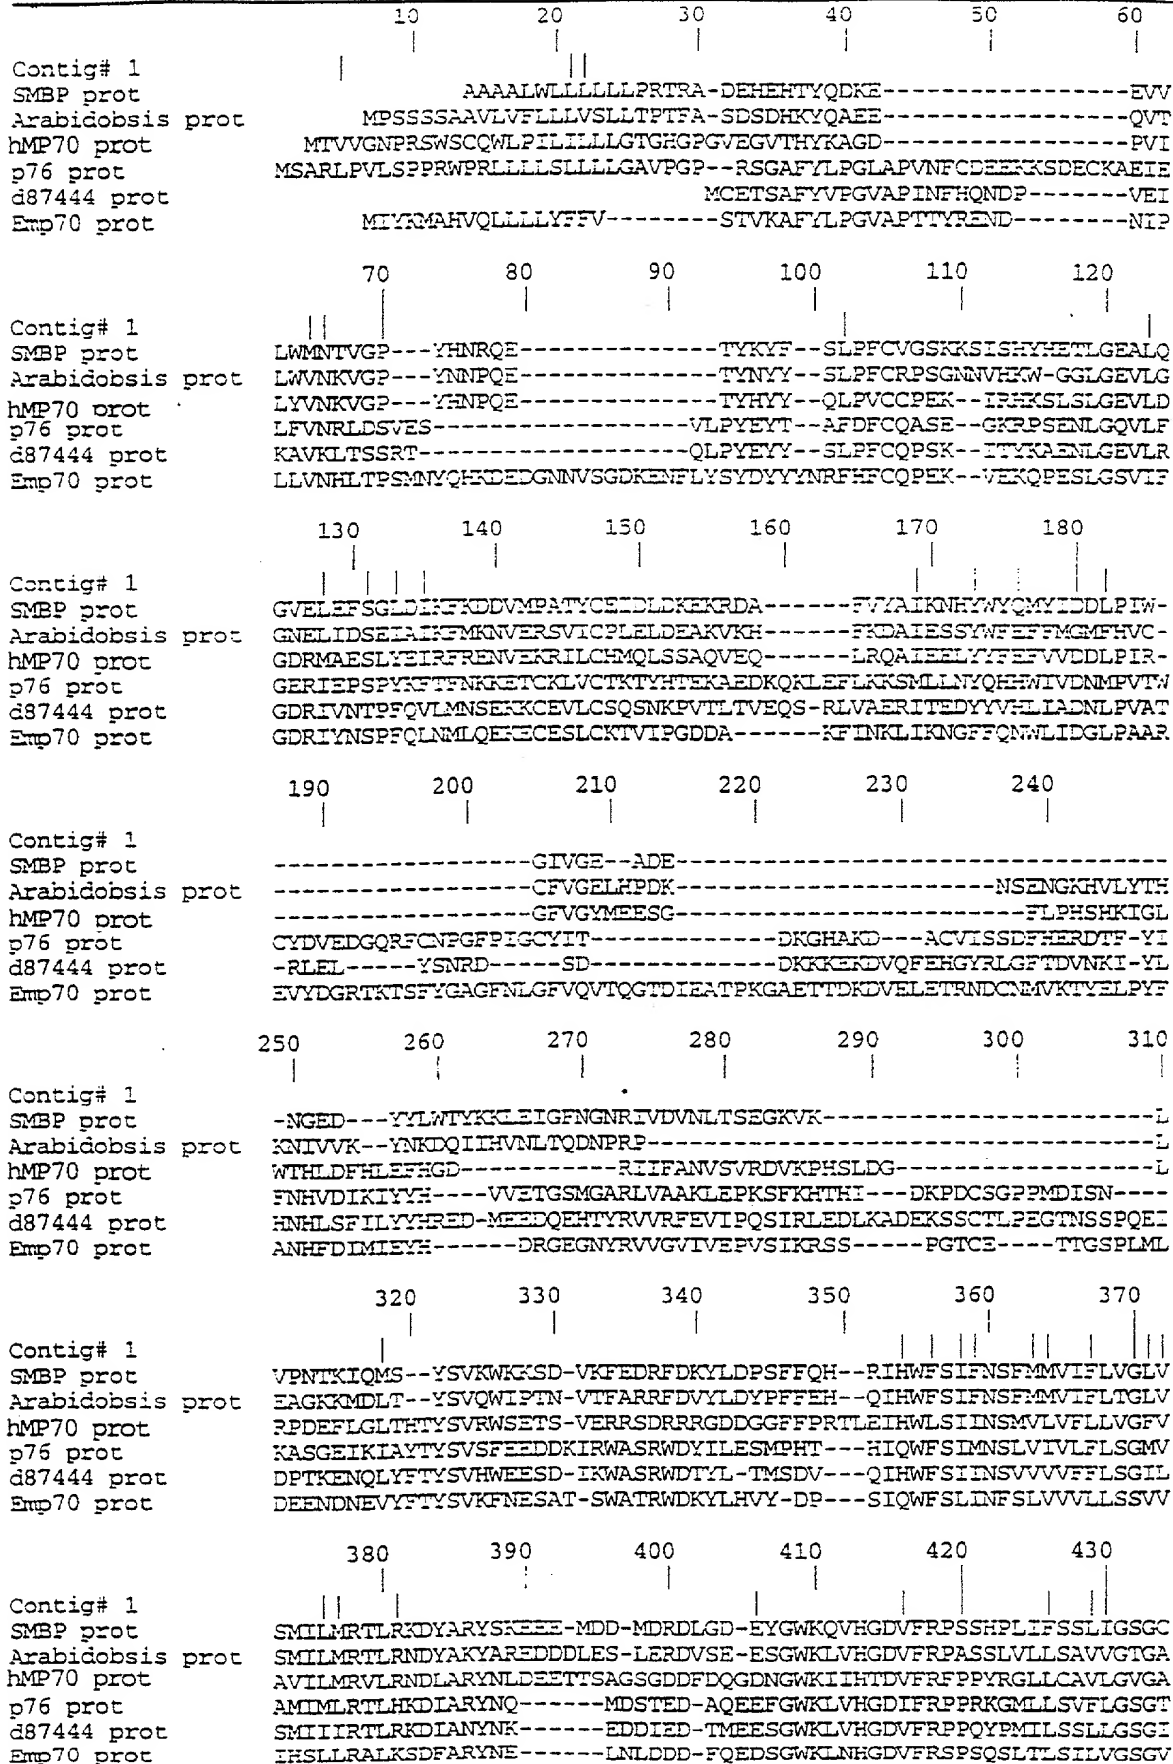 10 20 30 40 50 60
Contig# 1
SMBP prot AAAALWLLLLLLPRTRA-DEHEHTYQDKE-----------------EVV
Arabidobsis prot MPSSSSAAVLVFLLLVSLLTPTFA-SDSDHKYQAEE-----------------QVT
hMP70 prot MTVVGNPRSWSCQWLPILILLLGTGHGPGVEGVTHYKAGD-----------------PVI
p76 prot MSARLPVLSPPRWPRLLLLSLLLLGAVPGP--RSGAFYLPGLAPVNFCDEEKKSDECKAEIE
d87444 prot MCETSAFYVPGVAPINFHQNDP-------VEI
Emp70 prot MIYKMAHVQLLLLYFFV--------STVKAFYLPGVAPTTYREND--------NIP
70 80 90 100 110 120
Contig# 1
SMBP prot LWMNTVGP---YHNRQE--------------TYKYF--SLPFCVGSKKSISHYHETLGEALQ
Arabidobsis prot LWVNKVGP---YNNPQE--------------TYNYY--SLPFCRPSGNNVHKW-GGLGEVLG
hMP70 prot LYVNKVGP---YHNPQE--------------TYHYY--QLPVCCPEK--IRHKSLSLGEVLD
p76 prot LFVNRLDSVES------------------VLPYEYT--AFDFCQASE--GKRPSENLGQVLF
d87444 prot KAVKLTSSRT-------------------QLPYEYY--SLPFCQPSK--ITYKAENLGEVLR
Emp70 prot LLVNHLTPSMNYQHKDEDGNNVSGDKENFLYSYDYYYNRFHFCQPEK--VEKQPESLGSVIF
130 140 150 160 170 180
Contig# 1
SMBP prot GVELEFSGLDIKFKDDVMPATYCEIDLDKEKRDA------FVYAIKNHYWYQMYIDDLPIW-
Arabidobsis prot GNELIDSEIAIKFMKNVERSVICPLELDEAKVKH------FKDAIESSYWFEFFMGMFHVC-
hMP70 prot GDRMAESLYEIRFRENVEKRILCHMQLSSAQVEQ------LRQAIEELYYFEFVVDDLPIR-
p76 prot GERIEPSPYKFTFNKKETCKLVCTKTYHTEKAEDKQKLEFLKKSMLLNYQHHWIVDNMPVTW
d87444 prot GDRIVNTPFQVLMNSEKKCEVLCSQSNKPVTLTVEQS-RLVAERITEDYYVHLIADNLPVAT
Emp70 prot GDRIYNSPFQLNMLQEKECESLCKTVIPGDDA------KFINKLIKNGFFQNWLIDGLPAAR
190 200 210 220 230 240
Contig# 1
SMBP prot ------------------GIVGE--ADE----------------------------------
Arabidobsis prot ------------------CFVGELHPDK----------------------NSENGKHVLYTH
hMP70 prot ------------------GFVGYMEESG------------------------FLPHSHKIGL
p76 prot CYDVEDGQRFCNPGFPIGCYIT-------------DKGHAKD---ACVISSDFHERDTF-YI
d87444 prot -RLEL-----YSNRD-----SD-------------DKKKEKDVQFEHGYRLGFTDVNKI-YL
Emp70 prot EVYDGRTKTSFYGAGFNLGFVQVTQGTDIEATPKGAETTDKDVELETRNDCNMVKTYELPYF
250 260 270 280 290 300 310
Contig# 1
SMBP prot -NGED---YYLWTYKKLEIGFNGNRIVDVNLTSEGKVK-----------------------L
Arabidobsis prot KNIVVK--YNKDQIIHVNLTQDNPRP-----------------------------------L
hMP70 prot WTHLDFHLEFHGD-----------RIIFANVSVRDVKPHSLDG------------------L
p76 prot FNHVDIKIYYH----VVETGSMGARLVAAKLEPKSFKHTHI---DKPDCSGPPMDISN----
d87444 prot HNHLSFILYYHRED-MEEDQEHTYRVVRFEVIPQSIRLEDLKADEKSSCTLPEGTNSSPQEI
Emp70 prot ANHFDIMIEYH------DRGEGNYRVVGVIVEPVSIKRSS-----PGTCE----TTGSPLML
320 330 340 350 360 370
Contig# 1
SMBP prot VPNTKIQMS--YSVKWKKSD-VKFEDRFDKYLDPSFFQH--RIHWFSIFNSFMMVIFLVGLV
Arabidobsis prot EAGKKMDLT--YSVQWIPTN-VTFARRFDVYLDYPFFEH--QIHWFSIFNSFMMVIFLTGLV
hMP70 prot RPDEFLGLTHTYSVRWSETS-VERRSDRRRGDDGGFFPRTLEIHWLSIINSMVLVFLLVGFV
p76 prot KASGEIKIAYTYSVSFEEDDKIRWASRWDYILESMPHT---HIQWFSIMNSLVIVLFLSGMV
d87444 prot DPTKENQLYFTYSVHWEESD-IKWASRWDTYL-TMSDV---QIHWFSIINSVVVVFFLSGIL
Emp70 prot DEENDNEVYFTYSVKFNESAT-SWATRWDKYLHVY-DP---SIQWFSLINFSLVVVLLSSVV
380 390 400 410 420 430
Contig# 1
SMBP prot SMILMRTLRKDYARYSKEEE-MDD-MDRDLGD-EYGWKQVHGDVFRPSSHPLIFSSLIGSGC
Arabidobsis prot SMILMRTLRNDYAKYAREDDDLES-LERDVSE-ESGWKLVHGDVFRPASSLVLLSAVVGTGA
hMP70 prot AVILMRVLRNDLARYNLDEETTSAGSGDDFDQGDNGWKIIHTDVFRFPPYRGLLCAVLGVGA
p76 prot AMIMLRTLHKDIARYNQ------MDSTED-AQEEFGWKLVHGDIFRPPRKGMLLSVFLGSGT
d87444 prot SMIIIRTLRKDIANYNK------EDDIED-TMEESGWKLVHGDVFRPPQYPMILSSLLGSGI
Emp70 prot IHSLLRALKSDFARYNE------LNLDDD-FQEDSGWKLNHGDVFRSPSQSLTLSILVGSGV